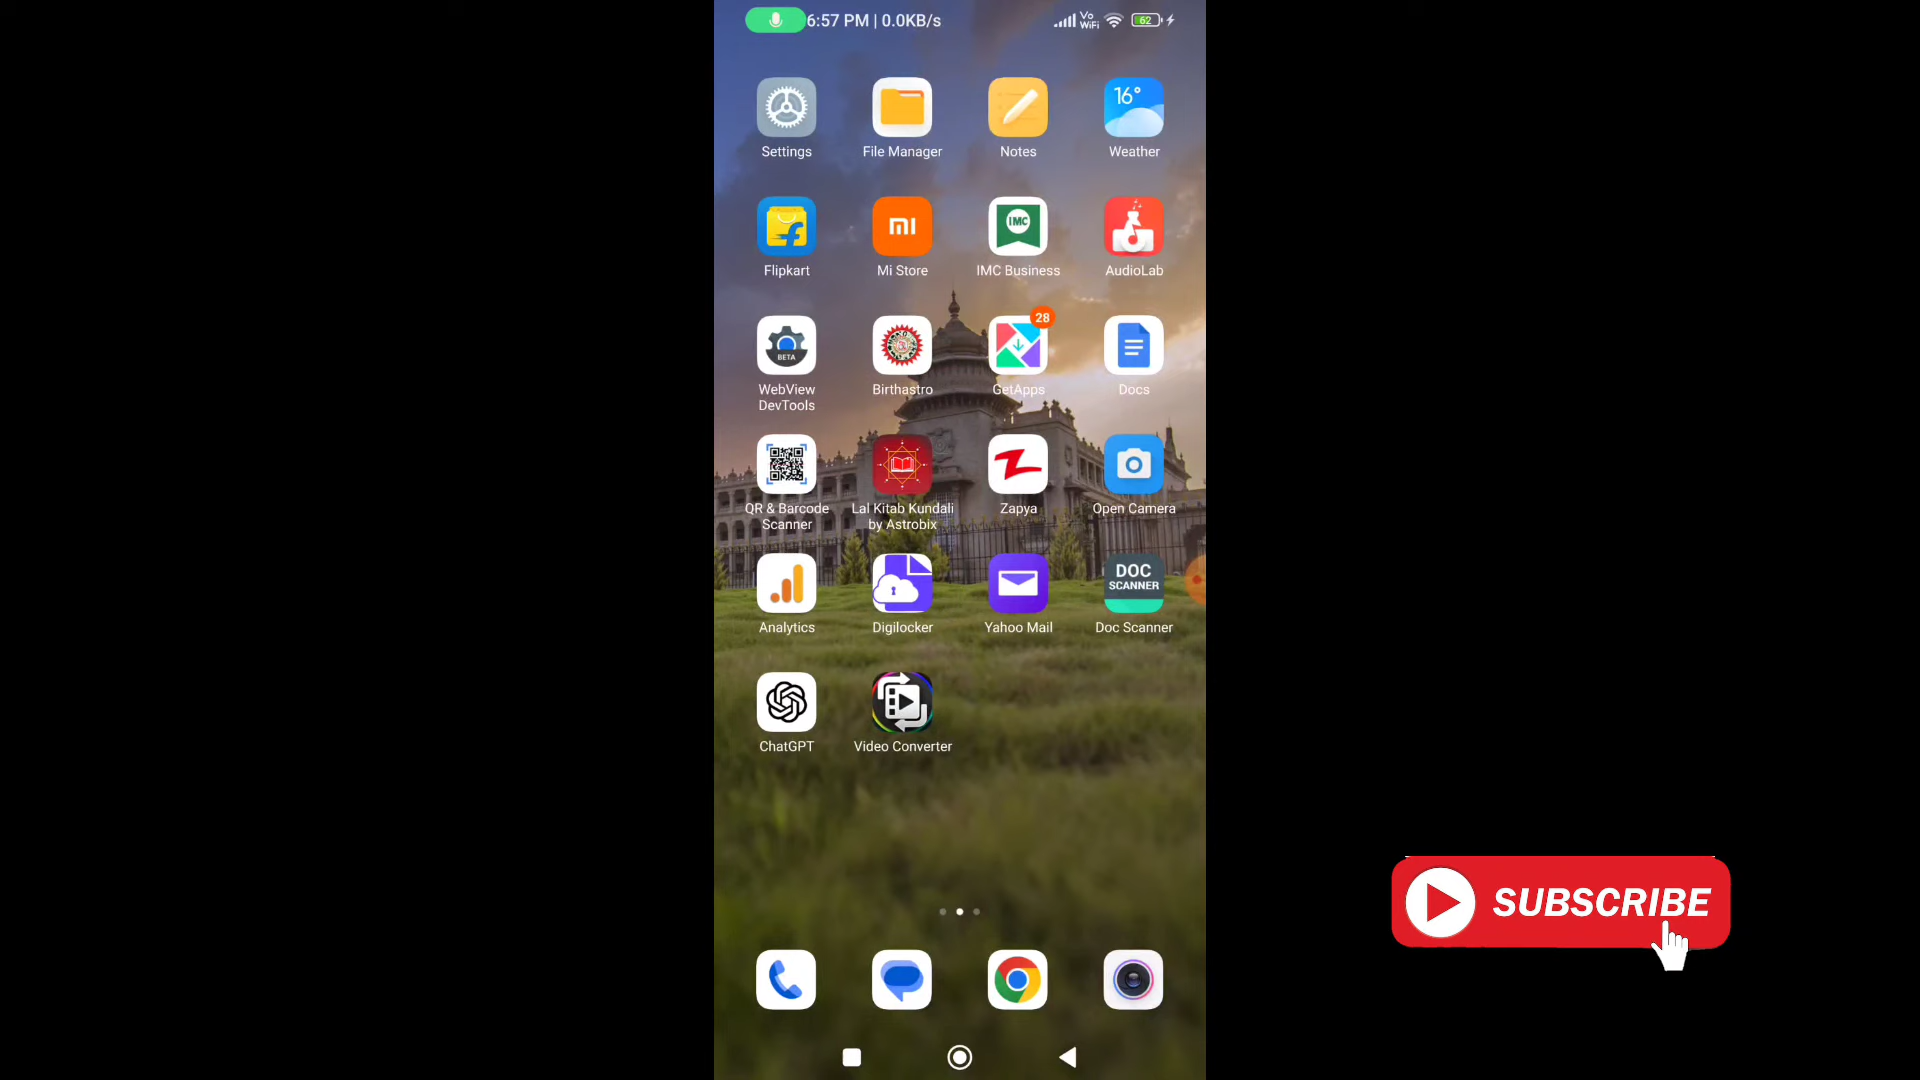 6:57 PM | 0.0KB/s
Vo
WiFi
62
16°
Settings
File Manager
Notes
Weather
mi
IMC
Flipkart
Mi Store
IMC Business
AudioLab
28
BETA
WebView
DevTools
Birthastro
GetApps
Docs
QR & Barcode
Scanner
Lal Kitab Kundali
by Astrobix
Zapya
Open Camera
DOC
SCANNER
Analytics
Digilocker
Yahoo Mail
Doc Scanner
ChatGPT
Video Converter
SUBSCRIBE